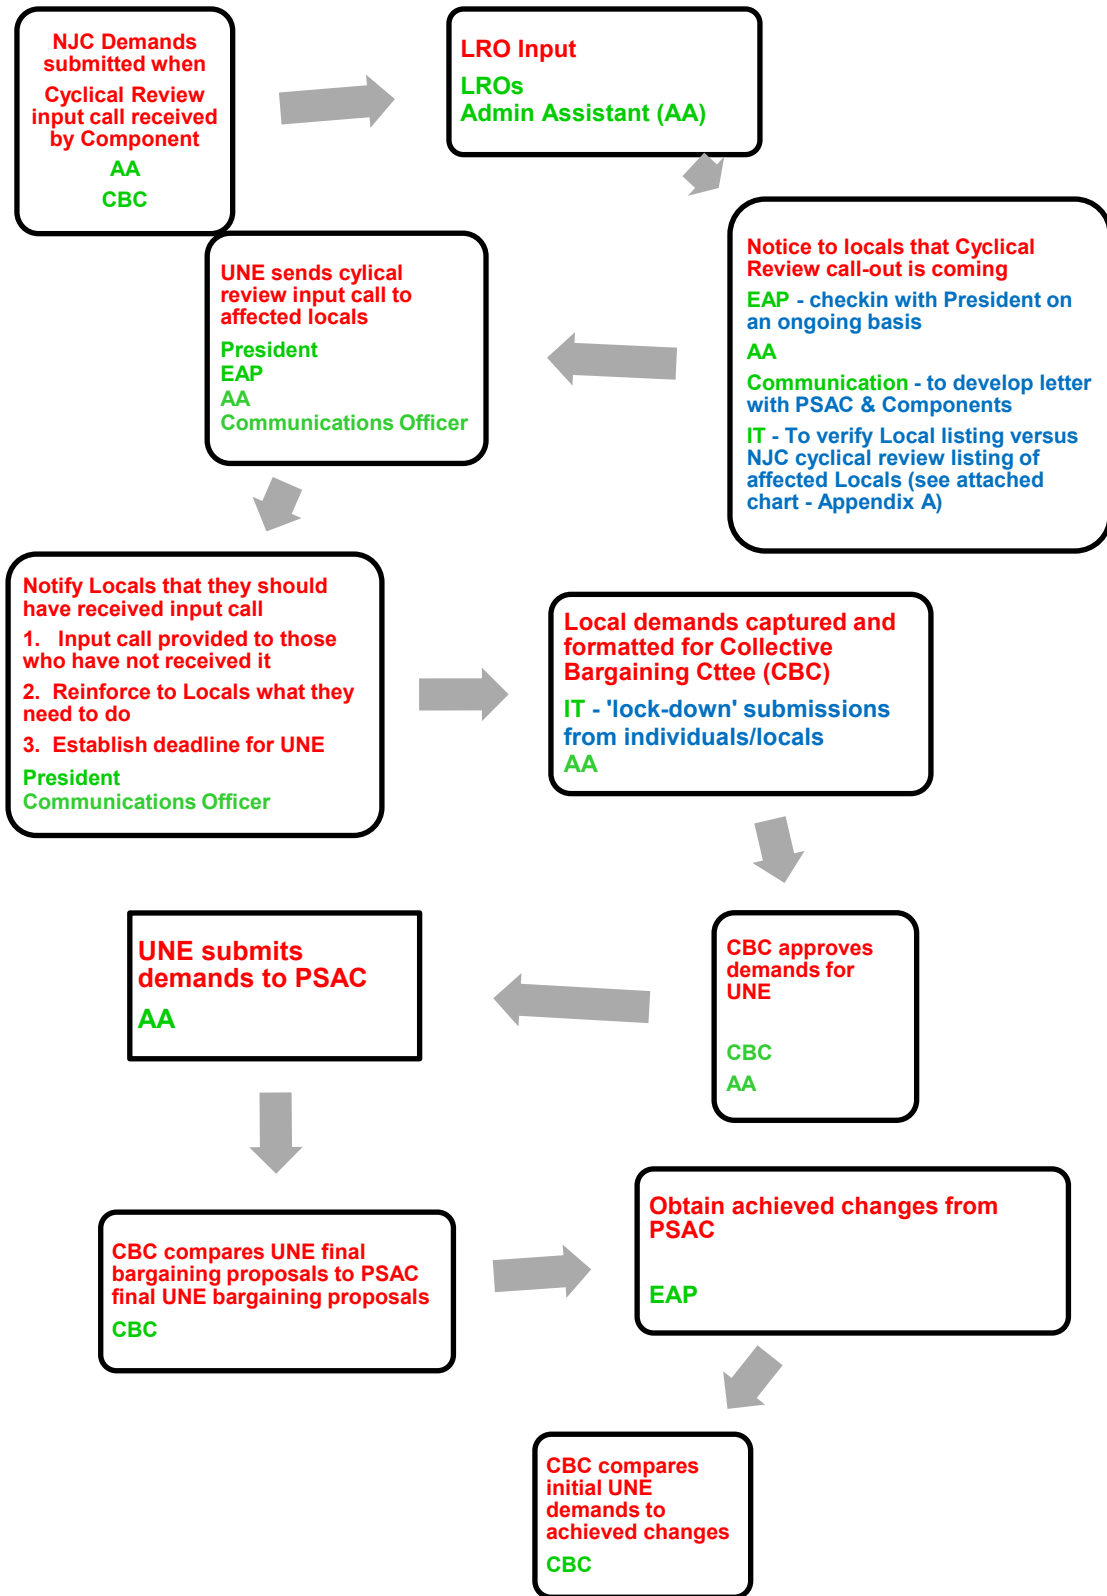 NJC Demands
submitted when
Cyclical Review
input call received
by Component
AA
CBC
LRO Input
LROs
Admin Assistant (AA)
Notice to locals that Cyclical
Review call-out is coming
EAP - checkin with President on
an ongoing basis
AA
Communication - to develop letter
with PSAC & Components
IT - To verify Local listing versus
NJC cyclical review listing of
affected Locals (see attached
chart - Appendix A)
UNE sends cylical
review input call to
affected locals
President
EAP
AA
Communications Officer
Notify Locals that they should
have received input call
1. Input call provided to those
who have not received it
2. Reinforce to Locals what they
need to do
3. Establish deadline for UNE
President
Communications Officer
Local demands captured and
formatted for Collective
Bargaining Cttee (CBC)
IT - 'lock-down' submissions
from individuals/locals
AA
CBC approves
demands for
UNE
CBC
AA
UNE submits
demands to PSAC
AA
CBC compares UNE final
bargaining proposals to PSAC
final UNE bargaining proposals
CBC
Obtain achieved changes from
PSAC
EAP
CBC compares
initial UNE
demands to
achieved changes
CBC